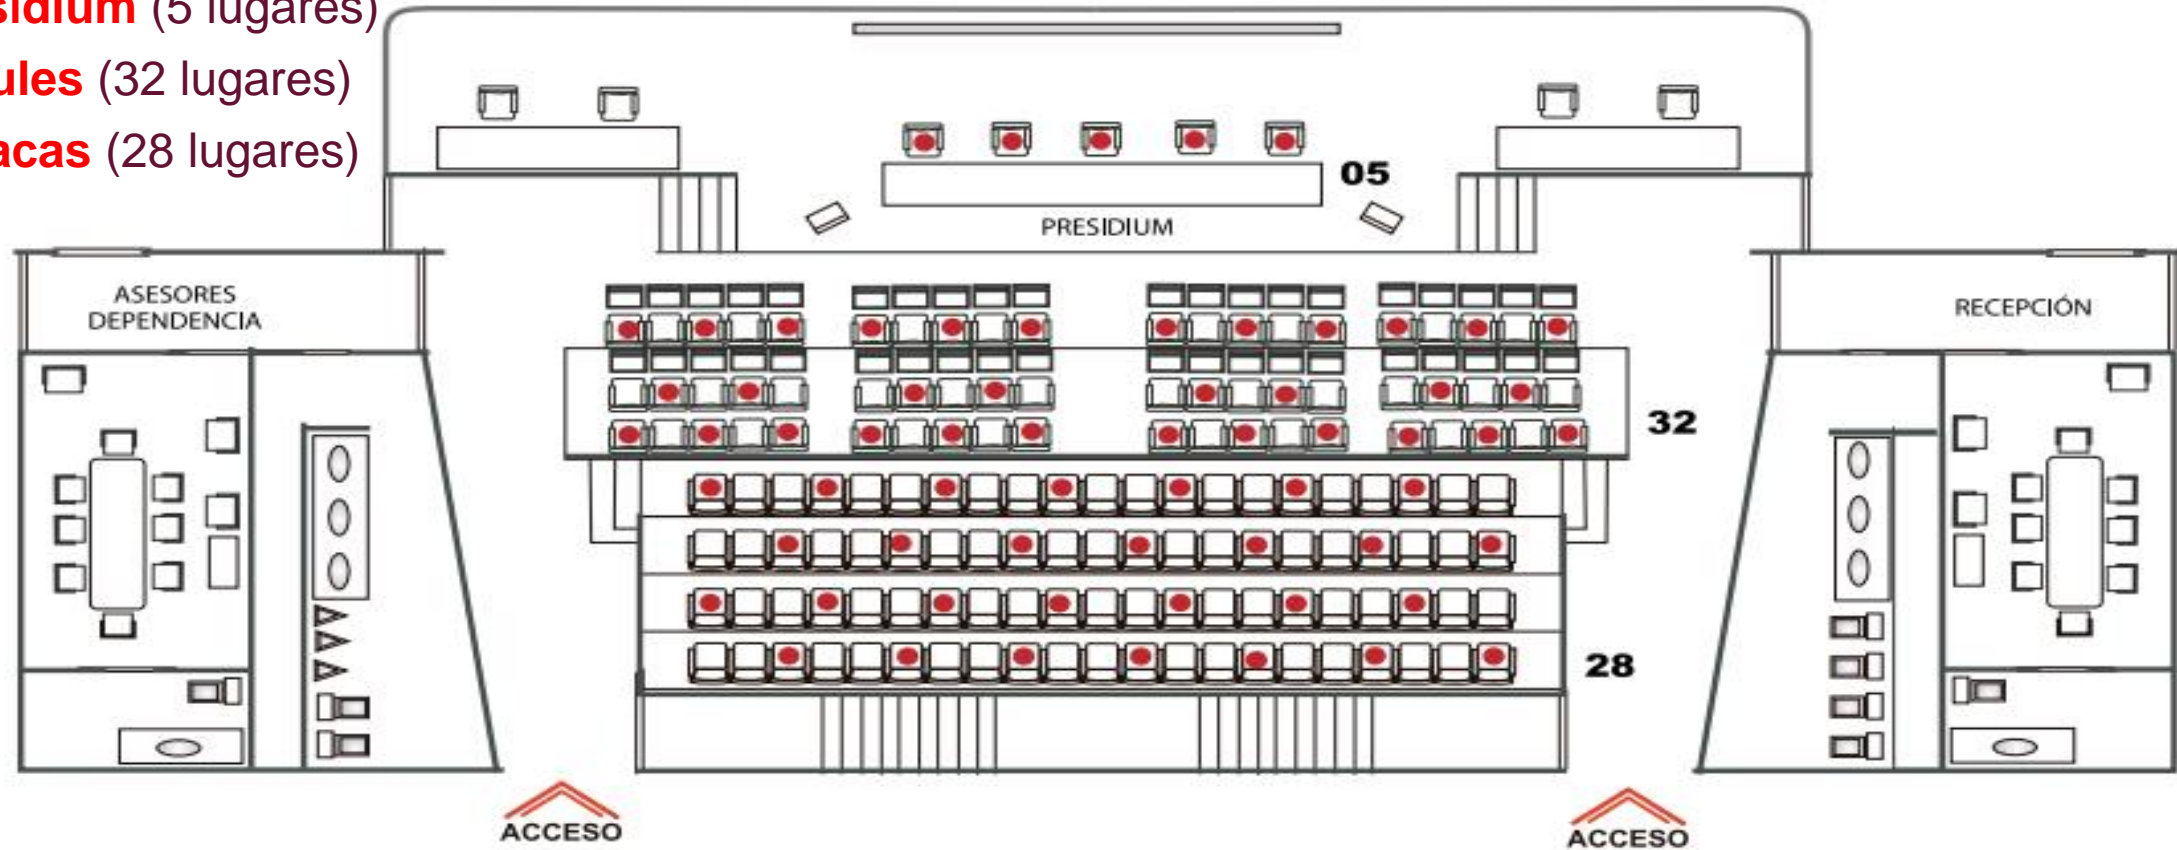 sidium (5 lugares)
ules (32 lugares)
acas (28 lugares)
05
PRESIDIUM
ASESORES
DEPENDENCIA
RECEPCIÓN
32
28
ACCESO
ACCESO